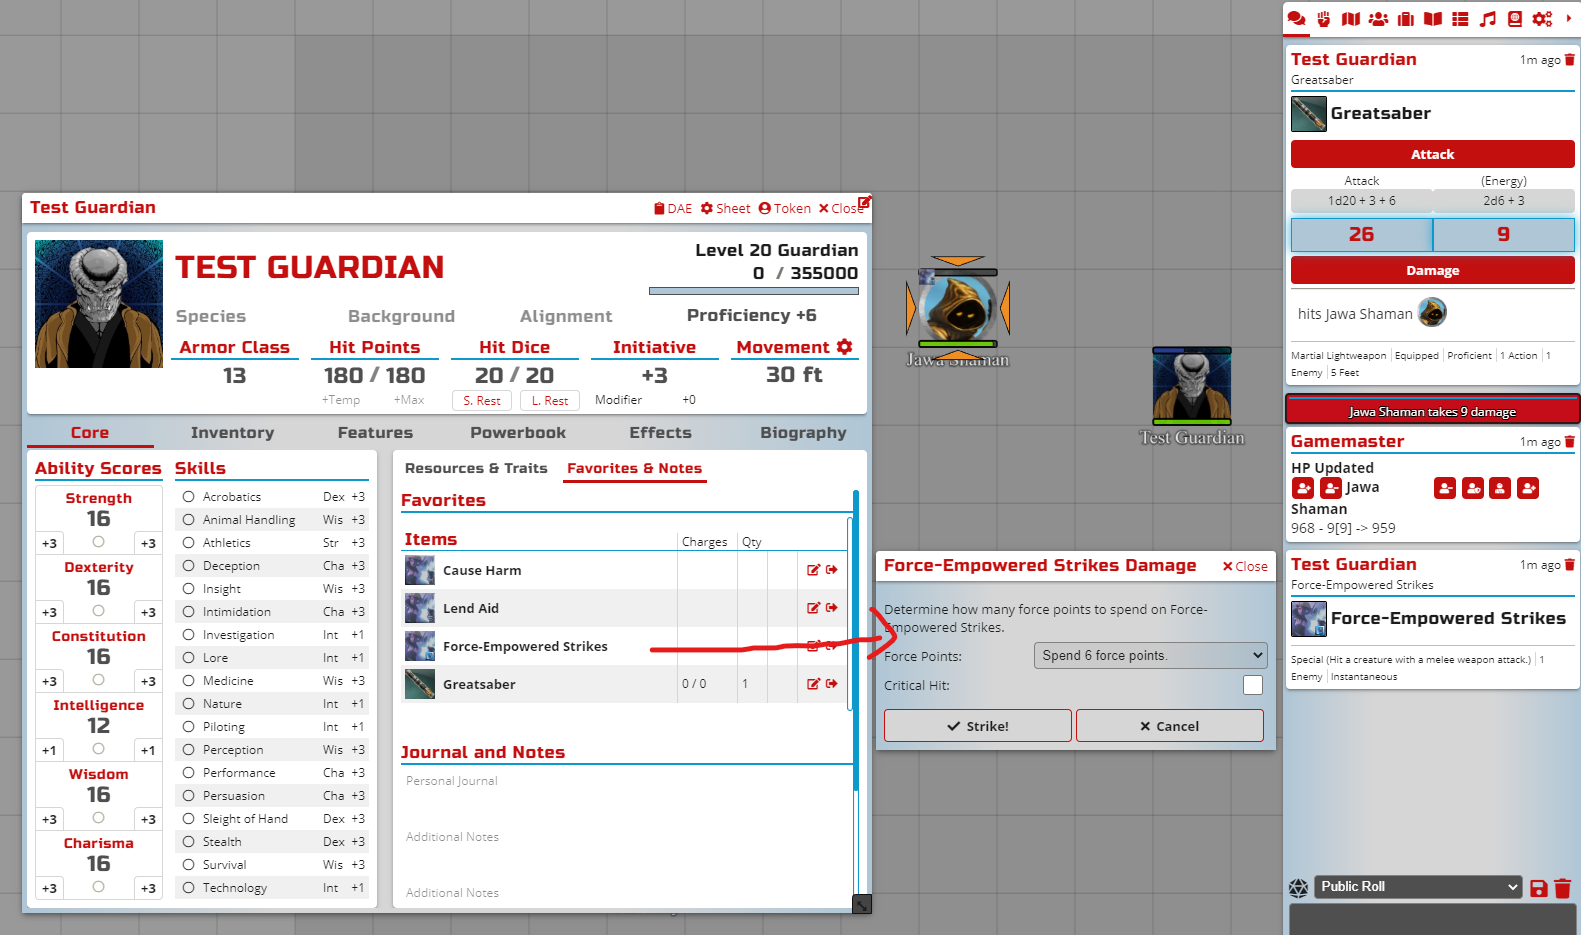 Test Guardian
DAE Sheet Token Close
TEST GUARDIAN
Level 20 Guardian
0 / 355000
Species Background Alignment Proficiency +6
Armor Class Hit Points Hit Dice Initiative Movement
13 180 / 180 20 / 20 +3 30 ft
+Temp +Max S. Rest L. Rest Modifier +0
Core Inventory Features Powerbook Effects Biography
Ability Scores
Strength
16
+3 +3
Dexterity
16
+3 +3
Constitution
16
+3 +3
Intelligence
12
+1 +1
Wisdom
16
+3 +3
Charisma
16
+3 +3
Skills
Acrobatics Dex +3
Animal Handling Wis +3
Athletics Str +3
Deception Cha +3
Insight Wis +3
Intimidation Cha +3
Investigation Int +1
Lore Int +1
Medicine Wis +3
Nature Int +1
Piloting Int +1
Perception Wis +3
Performance Cha +3
Persuasion Cha +3
Sleight of Hand Dex +3
Stealth Dex +3
Survival Wis +3
Technology Int +1
Resources & Traits Favorites & Notes
Favorites
Items Charges Qty
Cause Harm
Lend Aid
Force-Empowered Strikes
Greatsaber 0 / 0 1
Journal and Notes
Personal Journal
Additional Notes
Additional Notes
Jawa Shaman
Test Guardian
Force-Empowered Strikes Damage Close
Determine how many force points to spend on Force-
Empowered Strikes.
Force Points: Spend 6 force points.
Critical Hit:
Strike! Cancel
Test Guardian 1m ago
Greatsaber
Greatsaber
Attack
Attack (Energy)
1d20 + 3 + 6 2d6 + 3
26 9
Damage
hits Jawa Shaman
Martial Lightweapon Equipped Proficient 1 Action 1
Enemy 5 Feet
Jawa Shaman takes 9 damage
Gamemaster 1m ago
HP Updated
Jawa
Shaman
968 - 9[9] -> 959
Test Guardian 1m ago
Force-Empowered Strikes
Force-Empowered Strikes
Special (Hit a creature with a melee weapon attack.) 1
Enemy Instantaneous
Public Roll